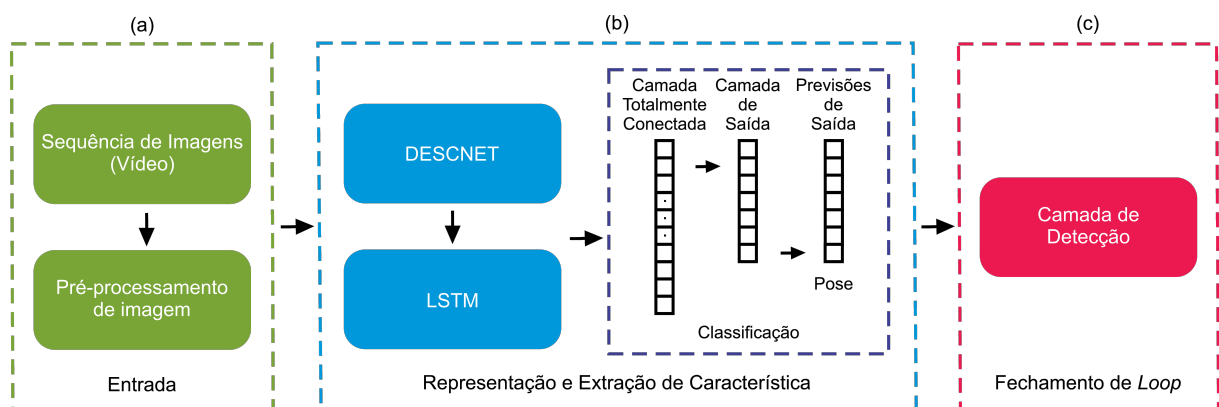 (a)
Sequência de Imagens
(Vídeo)
Pré-processamento
de imagem
Entrada
(b)
DESCNET
LSTM
Camada
Totalmente
Conectada
Camada
de
Saída
Previsões
de
Saída
Pose
Classificação
Representação e Extração de Característica
(c)
Camada de
Detecção
Fechamento de Loop